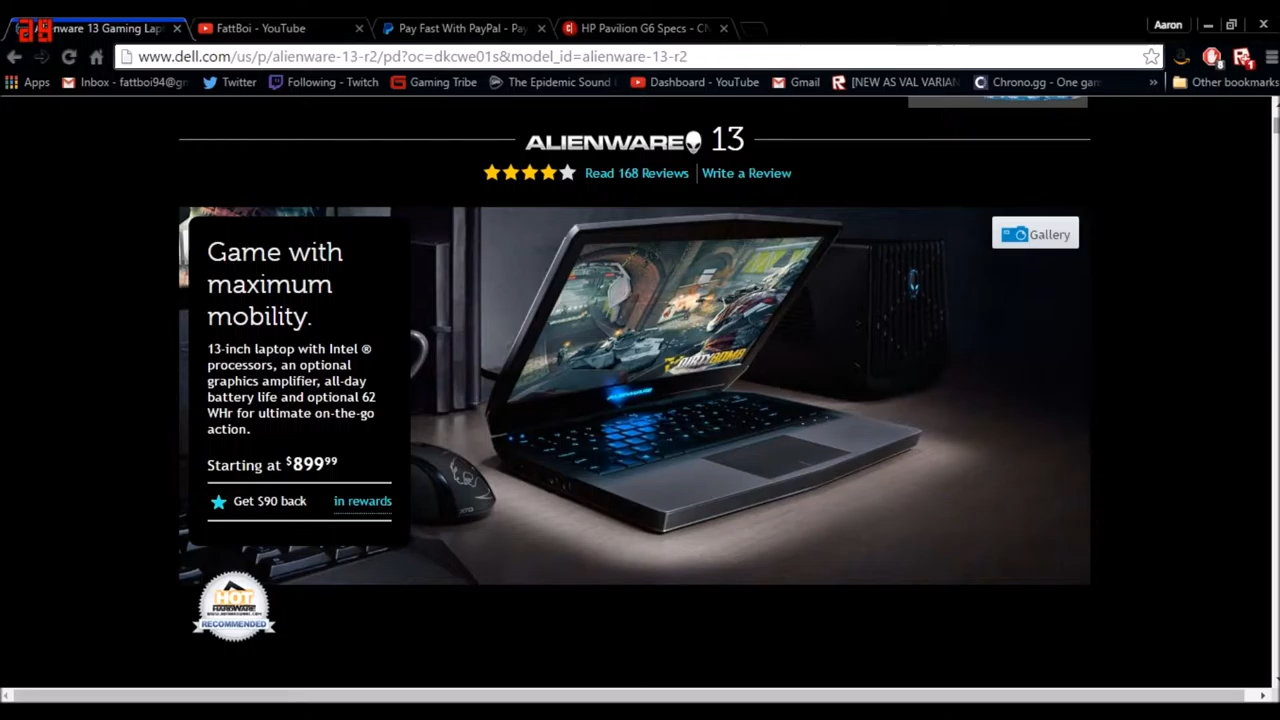 Alienware 13 Gaming Lap
FattBoi - YouTube
Pay Fast With PayPal - Pay
HP Pavilion G6 Specs - CN
Aaron
www.dell.com/us/p/alienware-13-r2/pd?oc=dkcwe01s&model_id=alienware-13-r2
Apps
Inbox - fattboi94@gm
Twitter
Following - Twitch
Gaming Tribe
The Epidemic Sound
Dashboard - YouTube
Gmail
[NEW AS VAL VARIAN
Chrono.gg - One gam
»
Other bookmarks
ALIENWARE 13
Read 168 Reviews
Write a Review
Gallery
Game with
maximum
mobility.
13-inch laptop with Intel ®
processors, an optional
graphics amplifier, all-day
battery life and optional 62
WHr for ultimate on-the-go
action.
Starting at $899⁹⁹
Get $90 back in rewards
DIRTYBOMB
ALIENWARE
HOT
HARDWARE
RECOMMENDED